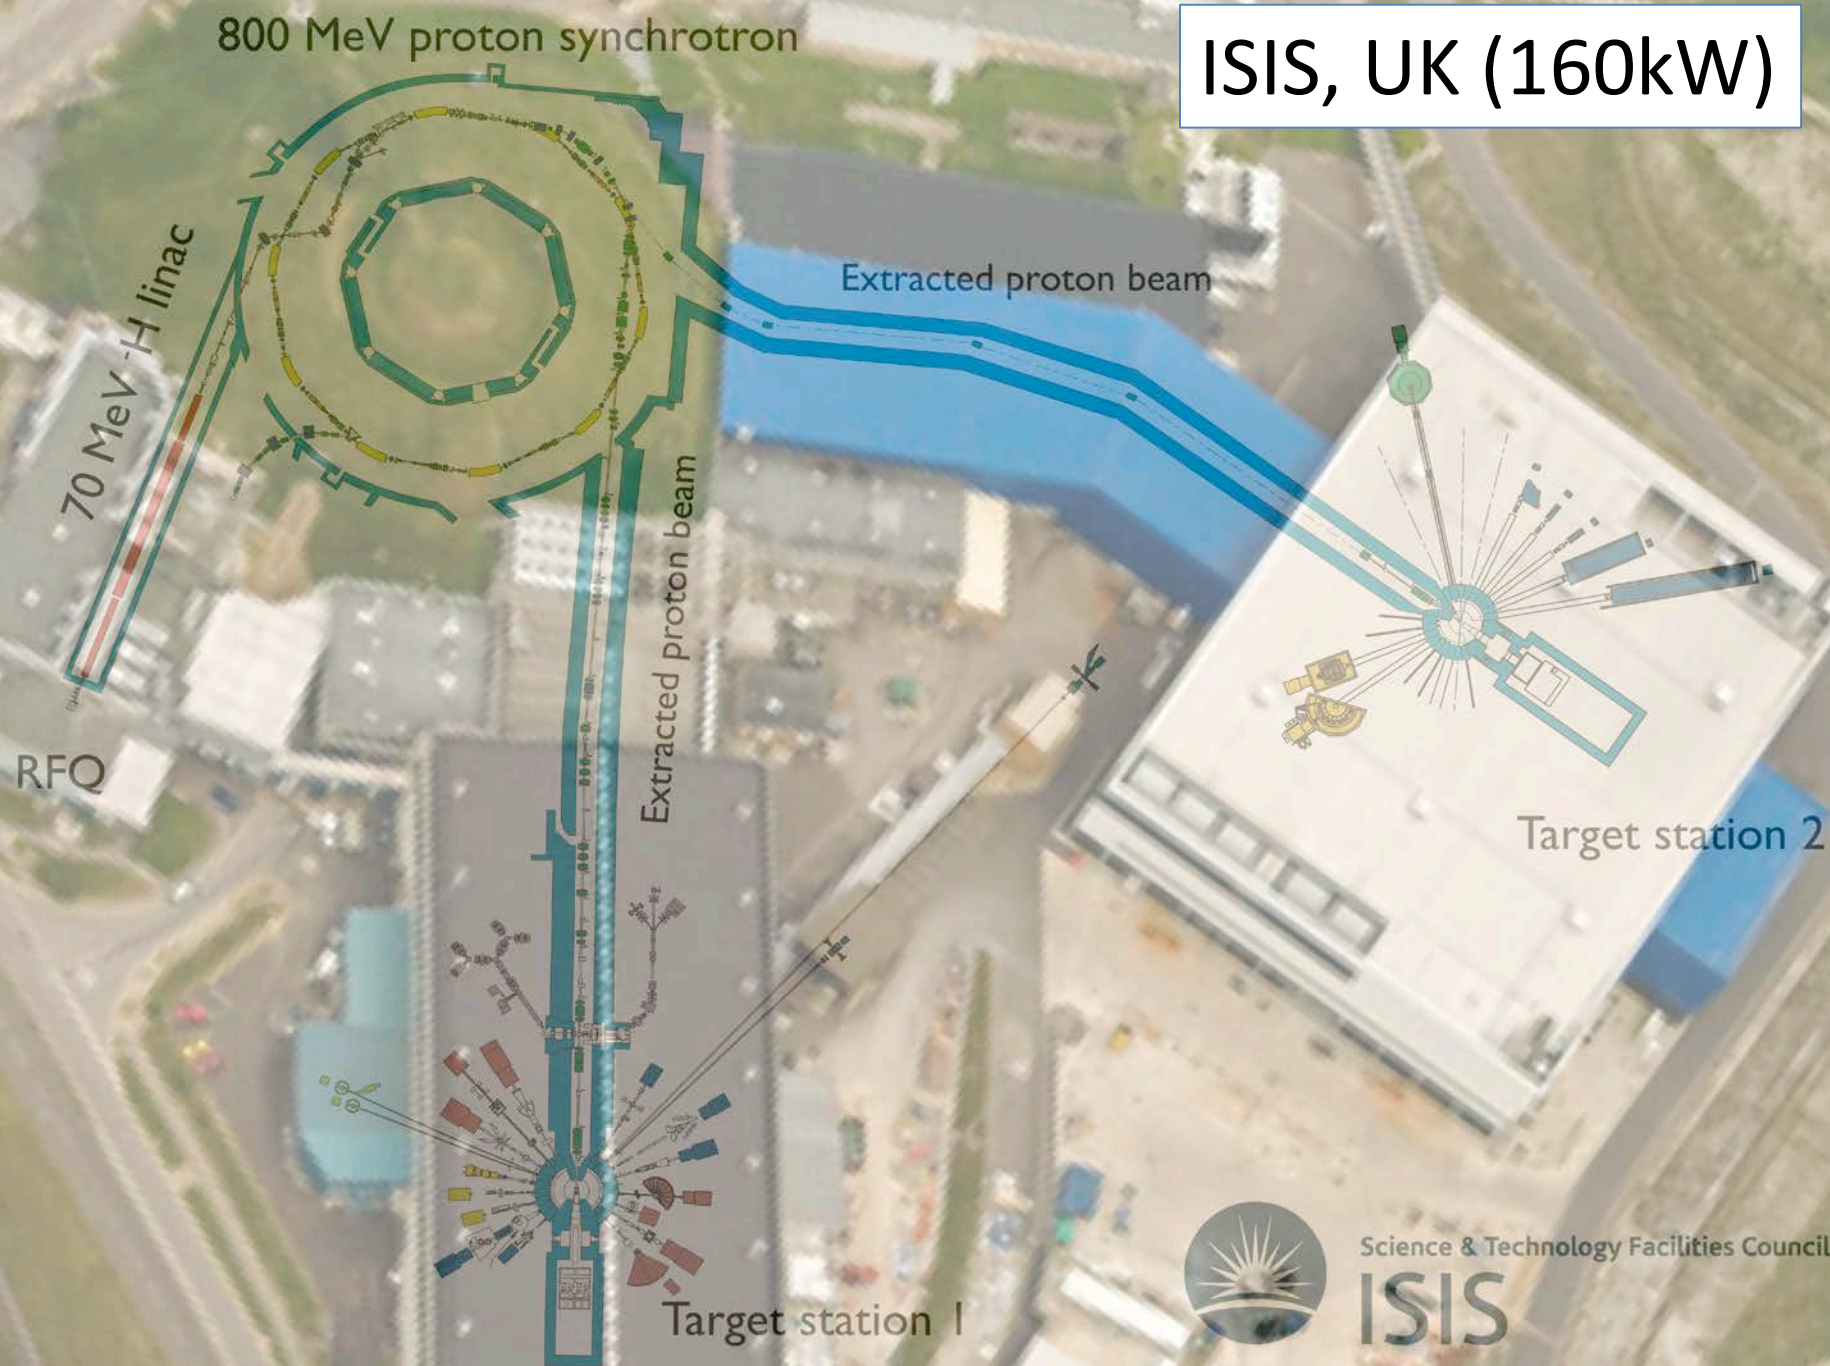 800 MeV proton synchrotron
ISIS, UK (160kW)
70 MeV -H linac
Extracted proton beam
Extracted proton beam
RFQ
Target station 2
Target station 1
Science & Technology Facilities Council
ISIS